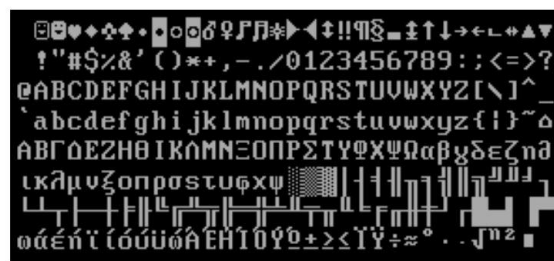 ☺☻♥♦♣♠•◘○◙♂♀♪♫☼►◄↕‼¶§▬↨↑↓→←∟↔▲▼
!"#$%&'()*+,-./0123456789:;<=>?
@ABCDEFGHIJKLMNOPQRSTUVWXYZ[\]^_
`abcdefghijklmnopqrstuvwxyz{|}~⌂
ΑΒΓΔΕΖΗΘΙΚΛΜΝΞΟΠΡΣΤΥΦΧΨΩαβγδεζηθ
ικλμνξοπρσςτυφχψ░▒▓│┤╡╢╖╕╣║╗╝╜╛┐
└┴┬├─┼╞╟╚╔╩╦╠═╬╧╨╤╥╙╘╒╓╫╪┘┌█▄▌▐▀
ωάέήϊίόύϋώΆΈΉΊΌΎΏ±≥≤ΪΫ÷≈°∙·√ⁿ²■